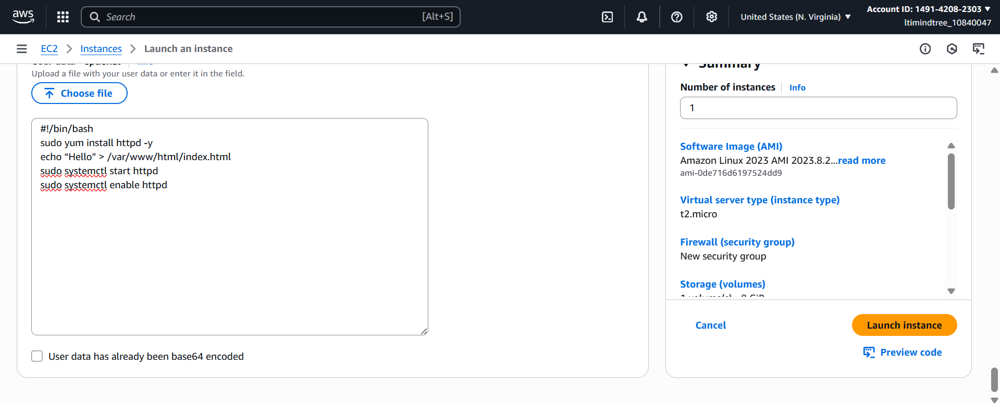 aws
Search
[Alt+S]
United States (N. Virginia)
Account ID: 1491-4208-2303
ltimindtree_10840047
EC2
Instances
Launch an instance
Upload a file with your user data or enter it in the field.
Choose file
#!/bin/bash
sudo yum install httpd -y
echo “Hello” > /var/www/html/index.html
sudo systemctl start httpd
sudo systemctl enable httpd
User data has already been base64 encoded
Summary
Number of instances
Info
1
Software Image (AMI)
Amazon Linux 2023 AMI 2023.8.2...read more
ami-0de716d6197524dd9
Virtual server type (instance type)
t2.micro
Firewall (security group)
New security group
Storage (volumes)
1 volume(s) - 8 GiB
Cancel
Launch instance
Preview code